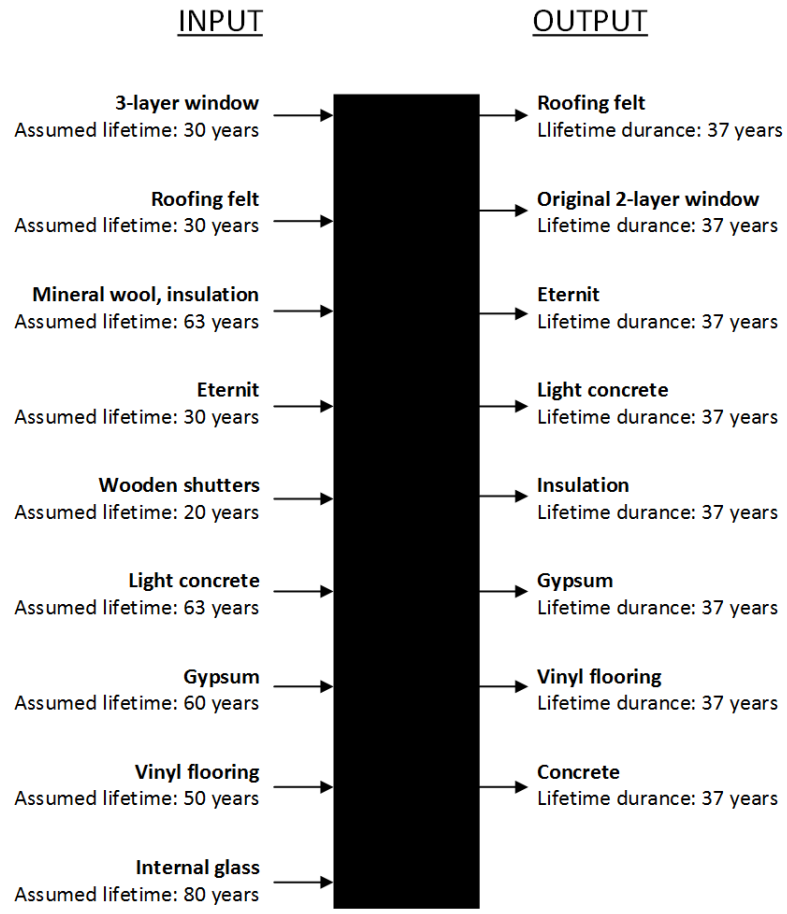 INPUT
OUTPUT
3-layer window
Assumed lifetime: 30 years
Roofing felt
Llifetime durance: 37 years
Roofing felt
Assumed lifetime: 30 years
Original 2-layer window
Lifetime durance: 37 years
Mineral wool, insulation
Assumed lifetime: 63 years
Eternit
Lifetime durance: 37 years
Eternit
Assumed lifetime: 30 years
Light concrete
Lifetime durance: 37 years
Wooden shutters
Assumed lifetime: 20 years
Insulation
Lifetime durance: 37 years
Light concrete
Assumed lifetime: 63 years
Gypsum
Lifetime durance: 37 years
Gypsum
Assumed lifetime: 60 years
Vinyl flooring
Lifetime durance: 37 years
Vinyl flooring
Assumed lifetime: 50 years
Concrete
Lifetime durance: 37 years
Internal glass
Assumed lifetime: 80 years